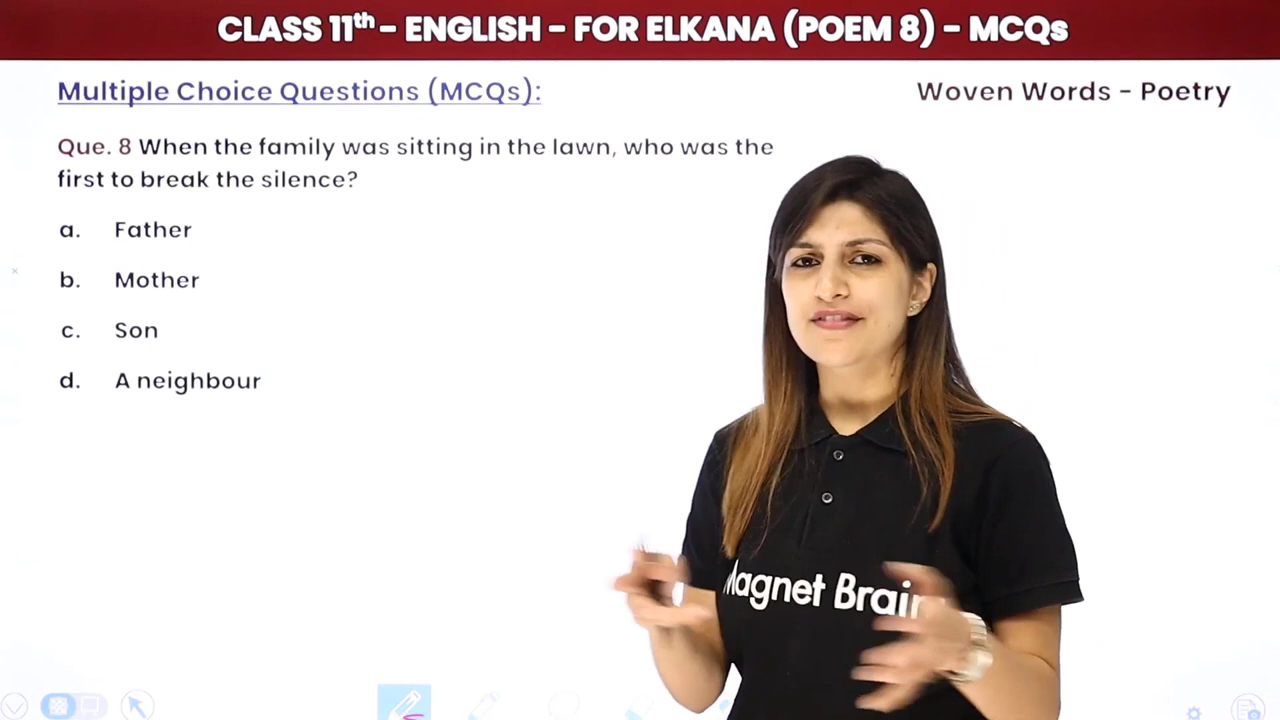 CLASS 11th - ENGLISH - FOR ELKANA (POEM 8) - MCQs
Multiple Choice Questions (MCQs):
Woven Words - Poetry
Que. 8 When the family was sitting in the lawn, who was the
first to break the silence?
a. Father
b. Mother
c. Son
d. A neighbour
Magnet Brain